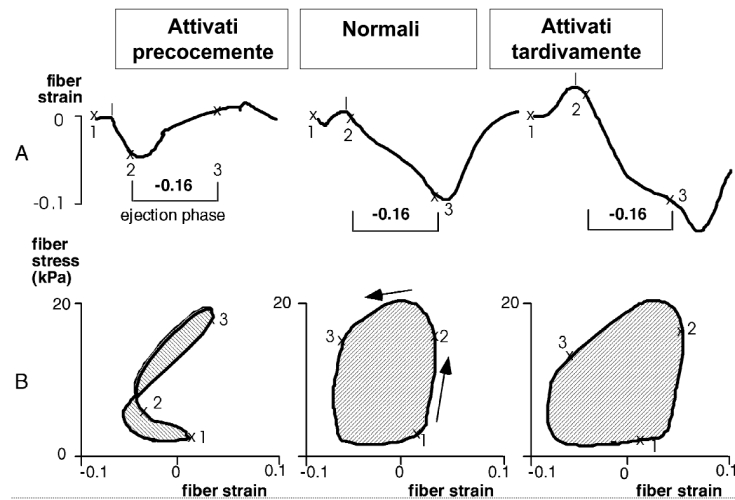 Attivati
precocemente
Normali
Attivati
tardivamente
fiber
strain
0
-0.1
A
x
1
2
3
-0.16
ejection phase
1
2
3
-0.16
1
2
3
-0.16
fiber
stress
(kPa)
20
0
B
1
2
3
-0.1 0 0.1
fiber strain
20
0
1
2
3
-0.1 0 0.1
fiber strain
20
0
1
2
3
-0.1 0 0.1
fiber strain